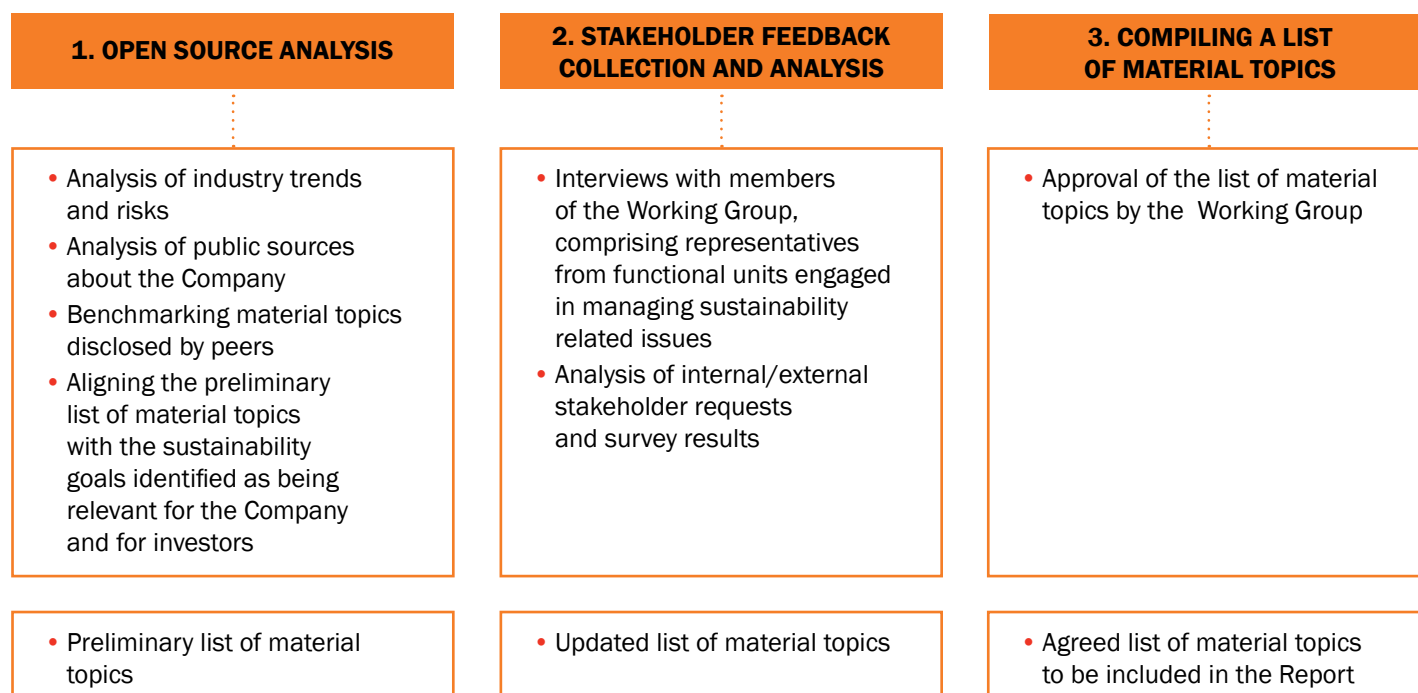 1. OPEN SOURCE ANALYSIS
• Analysis of industry trends
and risks
• Analysis of public sources
about the Company
• Benchmarking material topics
disclosed by peers
• Aligning the preliminary
list of material topics
with the sustainability
goals identified as being
relevant for the Company
and for investors
• Preliminary list of material
topics
2. STAKEHOLDER FEEDBACK
COLLECTION AND ANALYSIS
• Interviews with members
of the Working Group,
comprising representatives
from functional units engaged
in managing sustainability
related issues
• Analysis of internal/external
stakeholder requests
and survey results
• Updated list of material topics
3. COMPILING A LIST
OF MATERIAL TOPICS
• Approval of the list of material
topics by the Working Group
• Agreed list of material topics
to be included in the Report